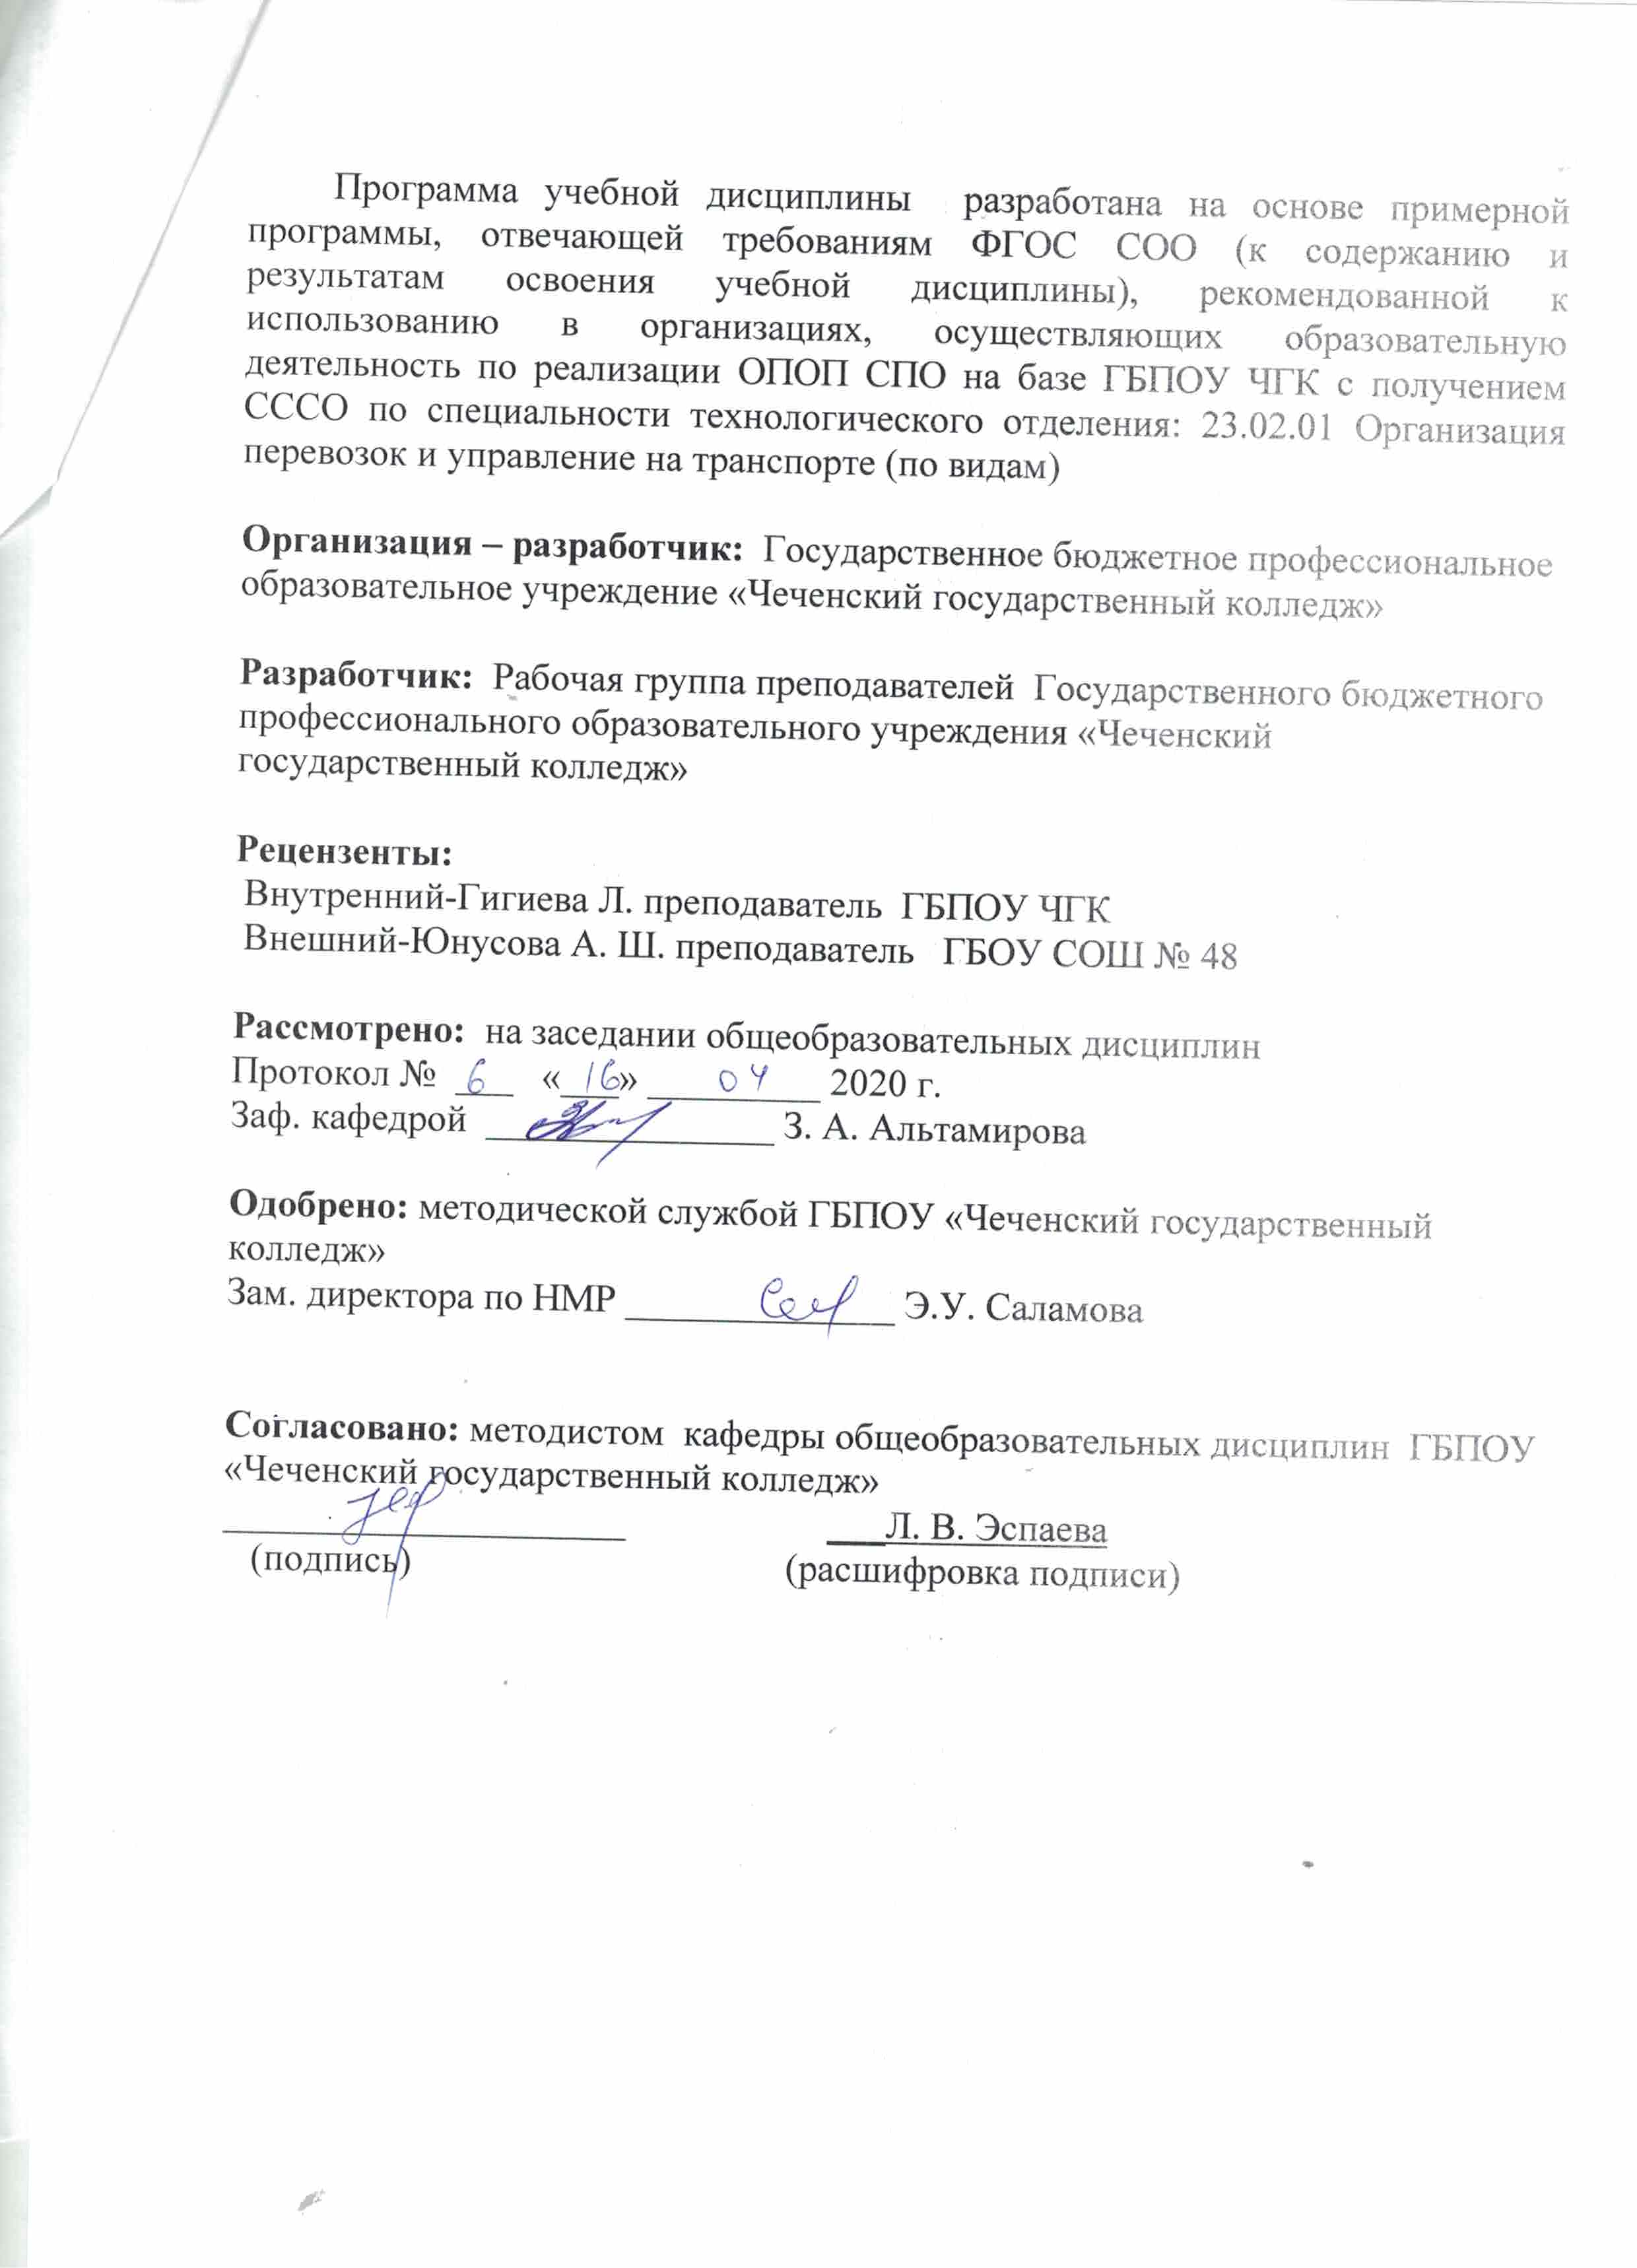 Программа учебной дисциплины разработана на основе примерной
программы, отвечающей требованиям ФГОС СОО (к содержанию и
результатам освоения учебной дисциплины), рекомендованной к
использованию в организациях, осуществляющих образовательную
деятельность по реализации ОПОП СПО на базе ГБПОУ ЧГК с получением
СССО по специальности технологического отделения: 23.02.01 Организация
перевозок и управление на транспорте (по видам)
Организация – разработчик: Государственное бюджетное профессиональное
образовательное учреждение «Чеченский государственный колледж»
Разработчик: Рабочая группа преподавателей Государственного бюджетного
профессионального образовательного учреждения «Чеченский
государственный колледж»
Рецензенты:
Внутренний-Гигиева Л. преподаватель ГБПОУ ЧГК
Внешний-Юнусова А. Ш. преподаватель ГБОУ СОШ № 48
Рассмотрено: на заседании общеобразовательных дисциплин
Протокол № 6 «16» 04 2020 г.
Заф. кафедрой З. А. Альтамирова
Одобрено: методической службой ГБПОУ «Чеченский государственный
колледж»
Зам. директора по НМР Э.У. Саламова
Согласовано: методистом кафедры общеобразовательных дисциплин ГБПОУ
«Чеченский государственный колледж»
Л. В. Эспаева
(подпись) (расшифровка подписи)